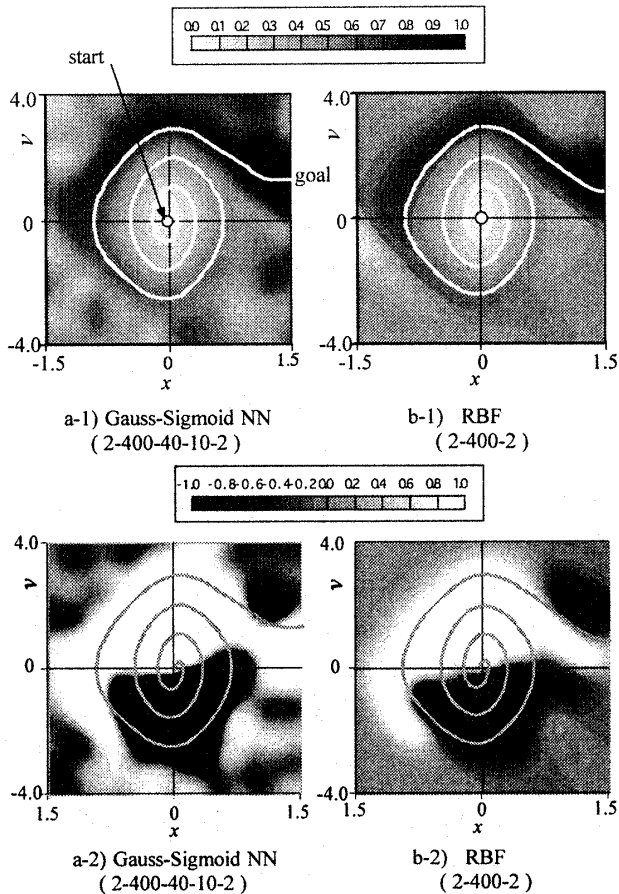 0.0 0.1 0.2 0.3 0.4 0.5 0.6 0.7 0.8 0.9 1.0
start
4.0 4.0
ν ν
goal
0 0
-4.0 -4.0
-1.5 0 1.5 -1.5 0 1.5
x x
a-1) Gauss-Sigmoid NN b-1) RBF
( 2-400-40-10-2 ) ( 2-400-2 )
-1.0 -0.8 -0.6 -0.4 -0.2 0.0 0.2 0.4 0.6 0.8 1.0
4.0 4.0
ν ν
0 0
-4.0 -4.0
1.5 0 1.5 1.5 0 1.5
x x
a-2) Gauss-Sigmoid NN b-2) RBF
( 2-400-40-10-2 ) ( 2-400-2 )